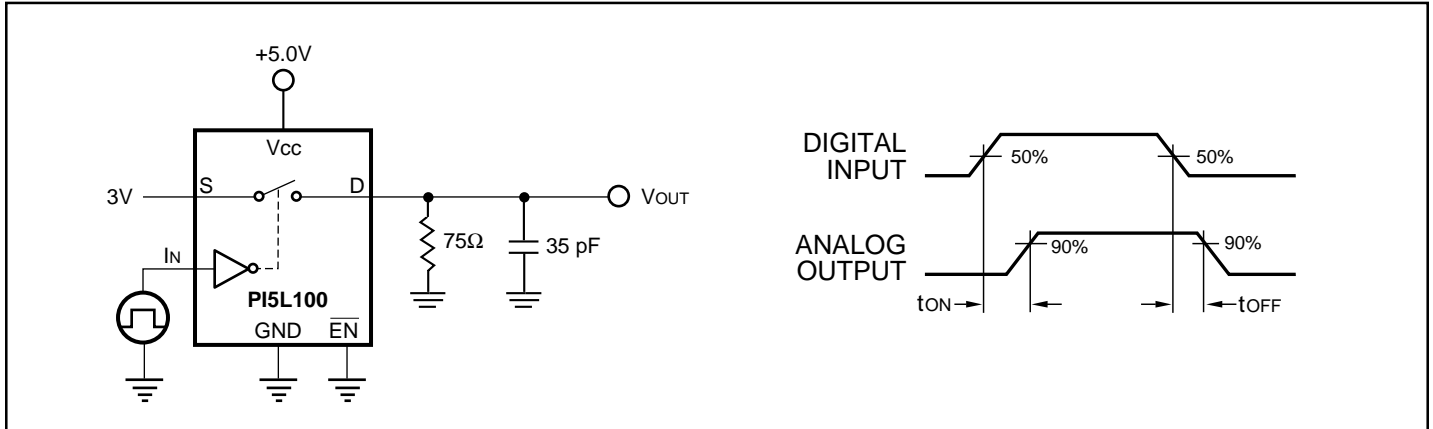 +5.0V
Vcc
3V
S
D
VOUT
75Ω
35 pF
IN
PI5L100
GND
EN
DIGITAL
INPUT
50%
50%
ANALOG
OUTPUT
90%
90%
tON
tOFF